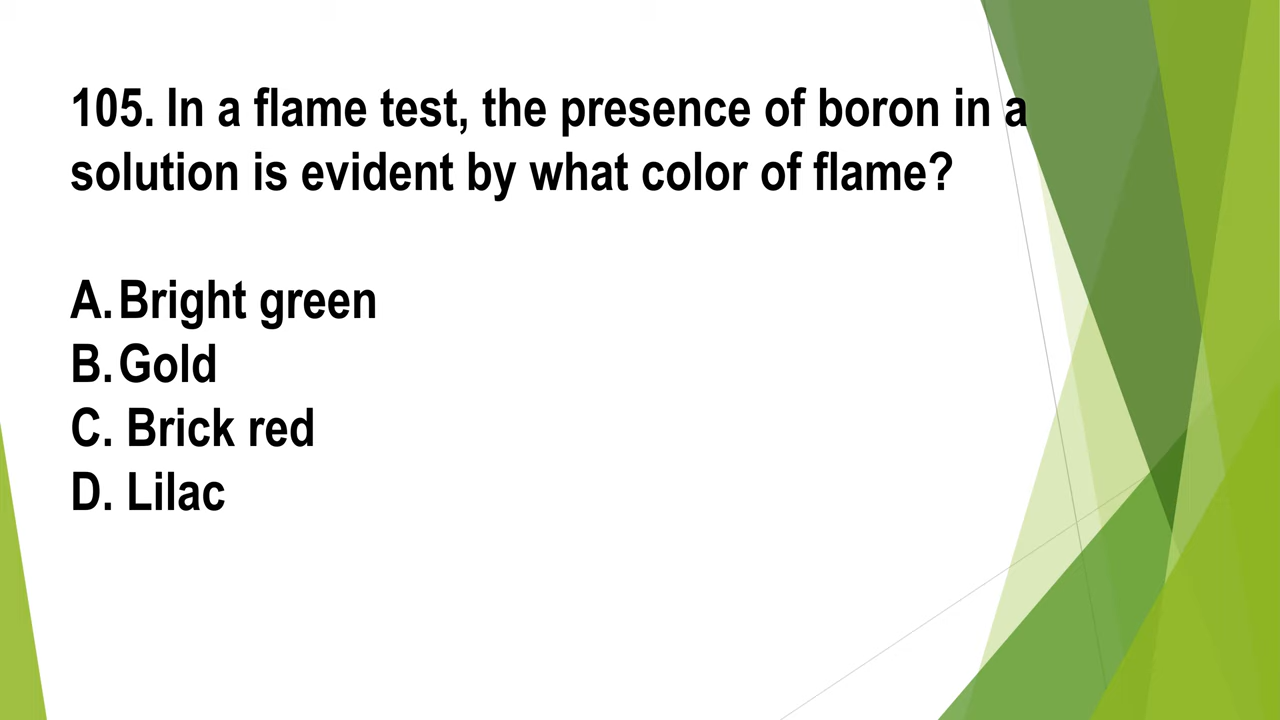 105. In a flame test, the presence of boron in a
solution is evident by what color of flame?
A. Bright green
B. Gold
C. Brick red
D. Lilac